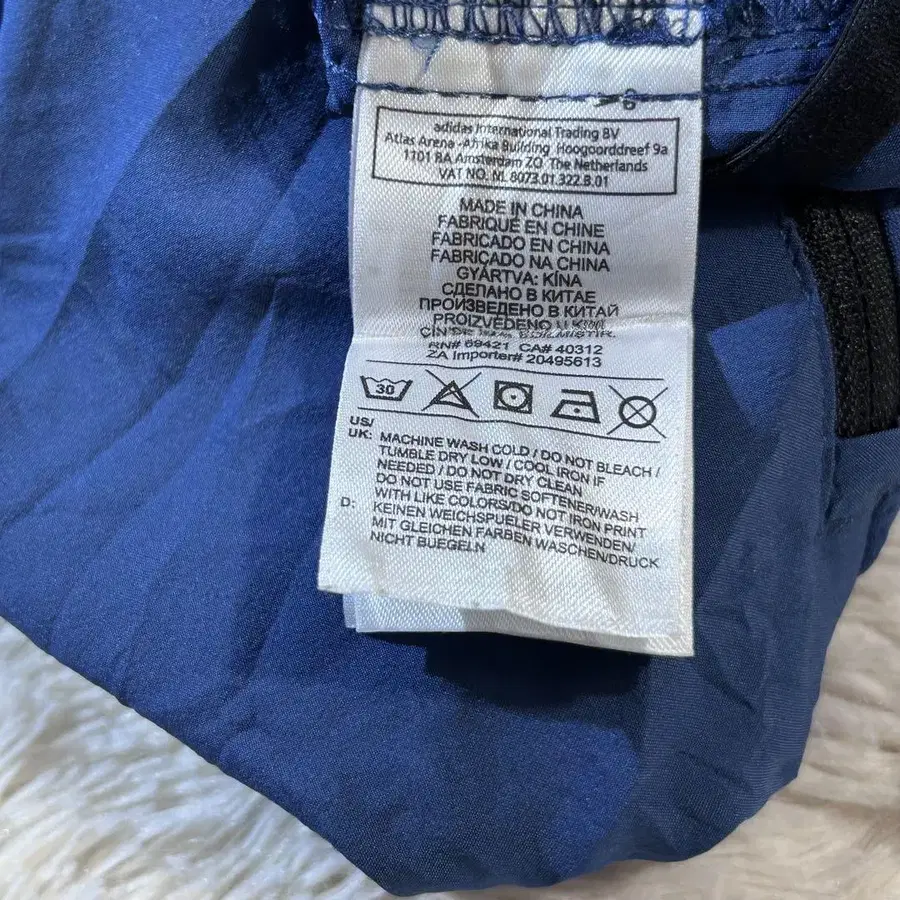 adidas International Trading BV
Atlas Arena - Afrika Building Hoogoorddreef 9a
1101 BA Amsterdam ZO The Netherlands
VAT NO. NL 8073.01.322.B.01
MADE IN CHINA
FABRIQUÉ EN CHINE
FABRICADO EN CHINA
FABRICADO NA CHINA
GYÁRTVA: KÍNA
СДЕЛАНО В КИТАЕ
ПРОИЗВЕДЕНО В КИТАЙ
PROIZVEDENO U
ÇİN'DE
RN# 69421 CA# 40312
ZA Importer# 20495613
30
US/
UK: MACHINE WASH COLD / DO NOT BLEACH /
TUMBLE DRY LOW / COOL IRON IF
NEEDED / DO NOT DRY CLEAN
DO NOT USE FABRIC SOFTENER/WASH
WITH LIKE COLORS/DO NOT IRON PRINT
D: KEINEN WEICHSPUELER VERWENDEN/
MIT GLEICHEN FARBEN WASCHEN/DRUCK
NICHT BUEGELN